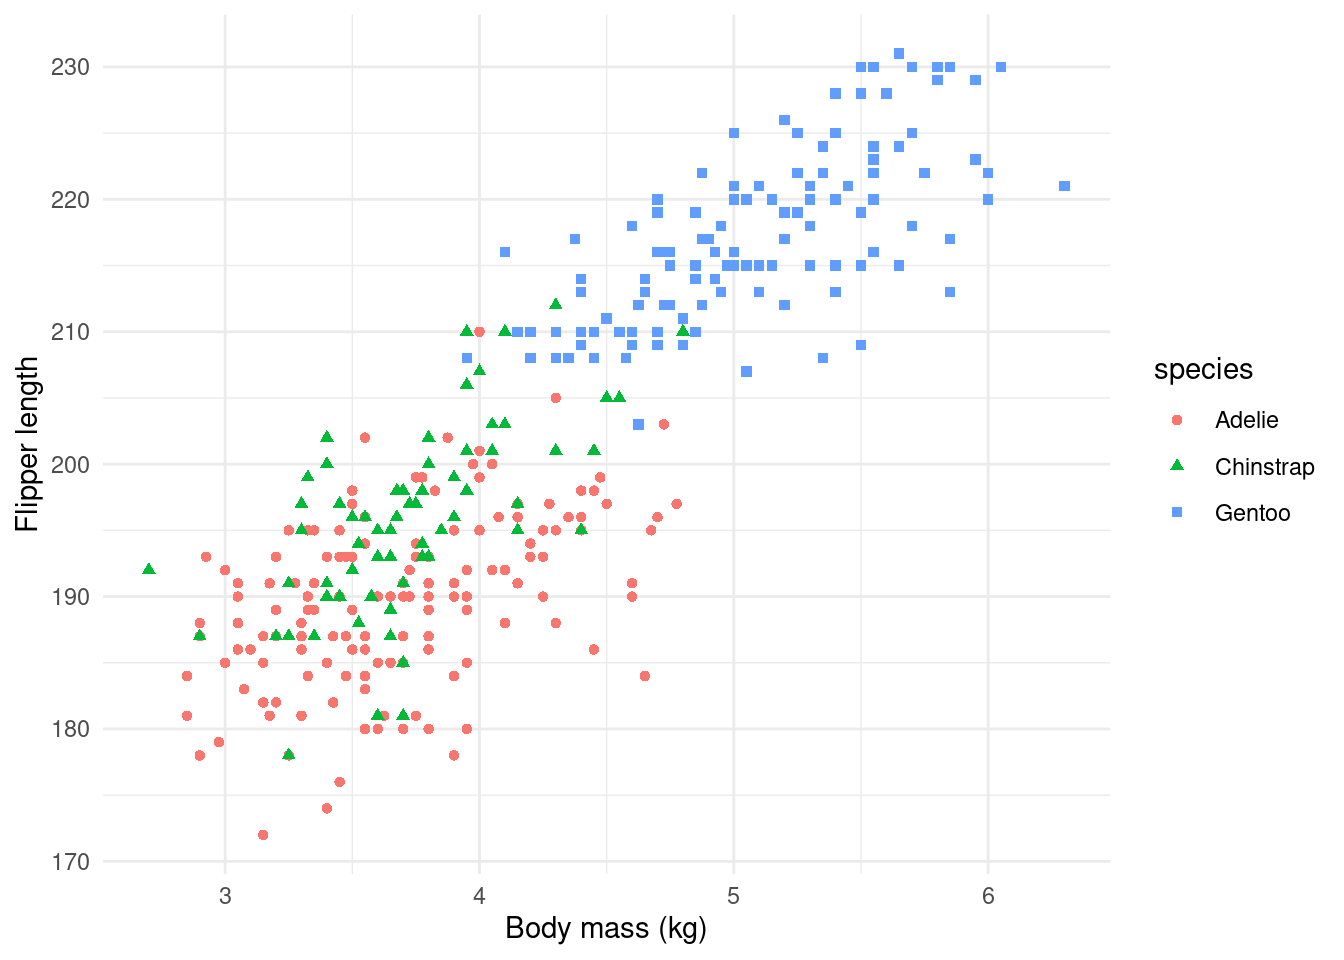 230
220
210
200
190
180
170
Flipper length
3 4 5 6
Body mass (kg)
species
Adelie
Chinstrap
Gentoo